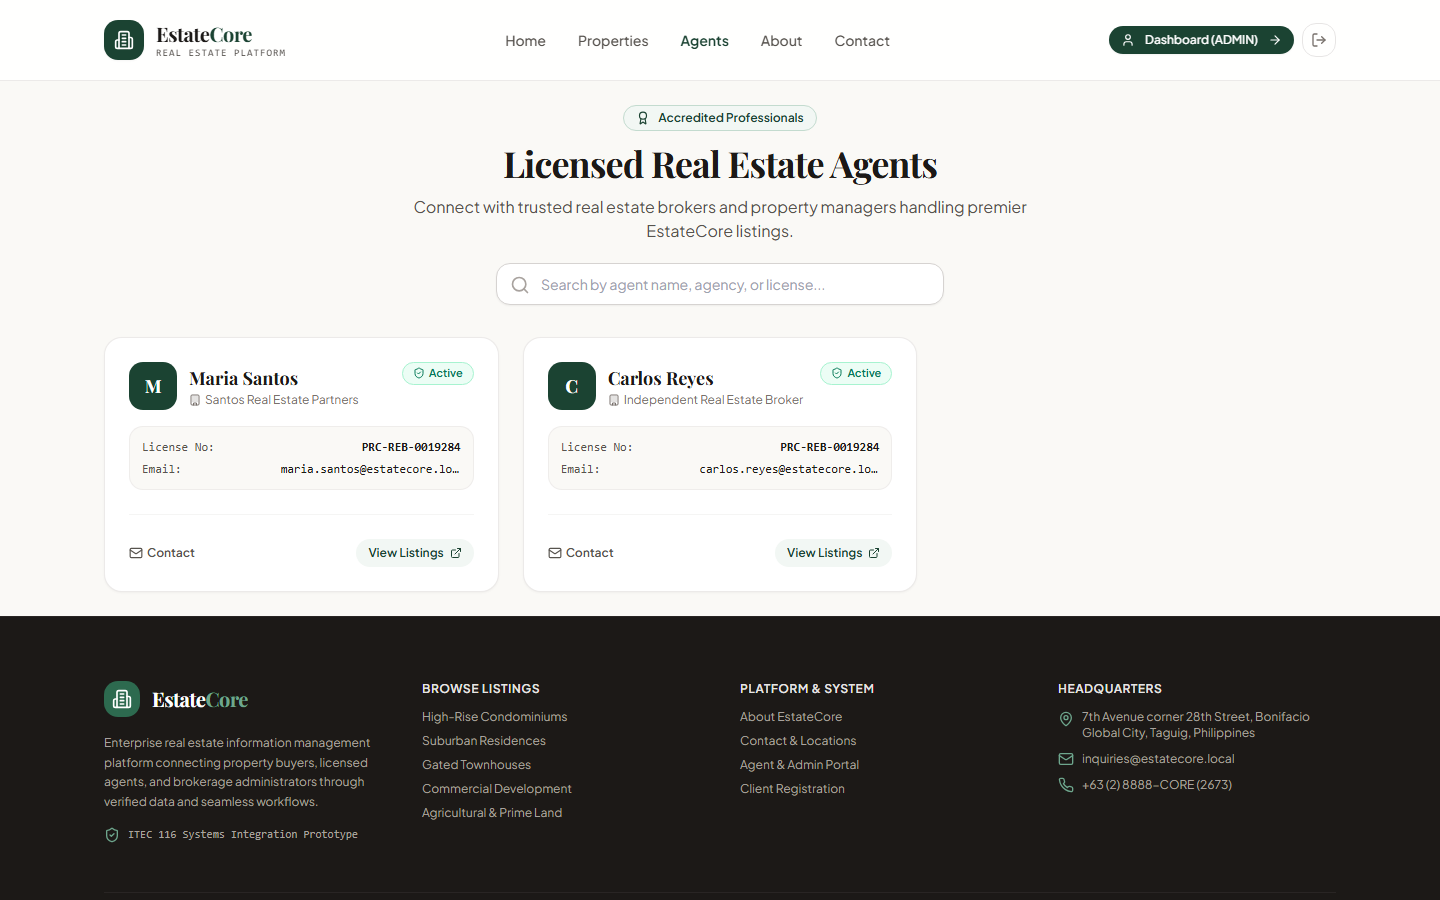 EstateCore
REAL ESTATE PLATFORM
Home
Properties
Agents
About
Contact
Dashboard (ADMIN)
Accredited Professionals
Licensed Real Estate Agents
Connect with trusted real estate brokers and property managers handling premier
EstateCore listings.
Search by agent name, agency, or license...
M
Maria Santos
Santos Real Estate Partners
Active
License No:
PRC-REB-0019284
Email:
maria.santos@estatecore.lo…
Contact
View Listings
C
Carlos Reyes
Independent Real Estate Broker
Active
License No:
PRC-REB-0019284
Email:
carlos.reyes@estatecore.lo…
Contact
View Listings
EstateCore
Enterprise real estate information management
platform connecting property buyers, licensed
agents, and brokerage administrators through
verified data and seamless workflows.
ITEC 116 Systems Integration Prototype
BROWSE LISTINGS
High-Rise Condominiums
Suburban Residences
Gated Townhouses
Commercial Development
Agricultural & Prime Land
PLATFORM & SYSTEM
About EstateCore
Contact & Locations
Agent & Admin Portal
Client Registration
HEADQUARTERS
7th Avenue corner 28th Street, Bonifacio
Global City, Taguig, Philippines
inquiries@estatecore.local
+63 (2) 8888-CORE (2673)